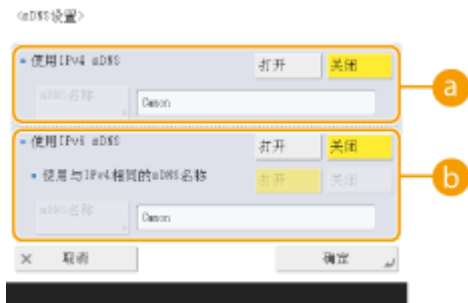 <mDNS设置>
使用IPv4 mDNS
打开 关闭
mDNS名称 Canon
a
使用IPv6 mDNS
打开 关闭
使用与IPv4相同的mDNS名称
打开 关闭
b
mDNS名称 Canon
× 取消 确定